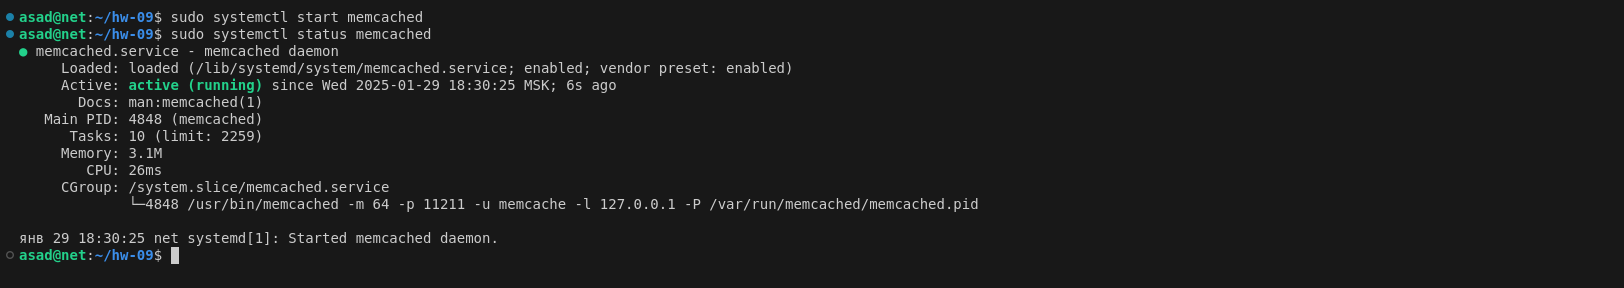 asad@net:~/hw-09$ sudo systemctl start memcached
asad@net:~/hw-09$ sudo systemctl status memcached
● memcached.service - memcached daemon
     Loaded: loaded (/lib/systemd/system/memcached.service; enabled; vendor preset: enabled)
     Active: active (running) since Wed 2025-01-29 18:30:25 MSK; 6s ago
       Docs: man:memcached(1)
   Main PID: 4848 (memcached)
      Tasks: 10 (limit: 2259)
     Memory: 3.1M
        CPU: 26ms
     CGroup: /system.slice/memcached.service
             └─4848 /usr/bin/memcached -m 64 -p 11211 -u memcache -l 127.0.0.1 -P /var/run/memcached/memcached.pid
янв 29 18:30:25 net systemd[1]: Started memcached daemon.
asad@net:~/hw-09$